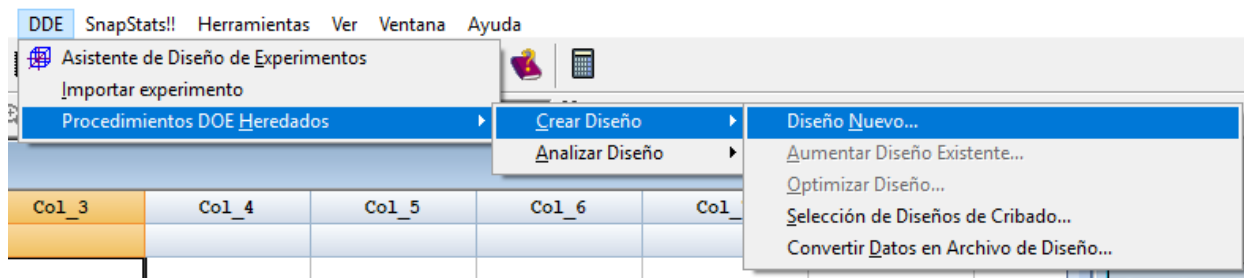 DDE SnapStats!! Herramientas Ver Ventana Ayuda
Asistente de Diseño de Experimentos
Importar experimento
Procedimientos DOE Heredados
Crear Diseño
Analizar Diseño
Diseño Nuevo...
Aumentar Diseño Existente...
Optimizar Diseño...
Selección de Diseños de Cribado...
Convertir Datos en Archivo de Diseño...
Col_3 Col_4 Col_5 Col_6 Col_